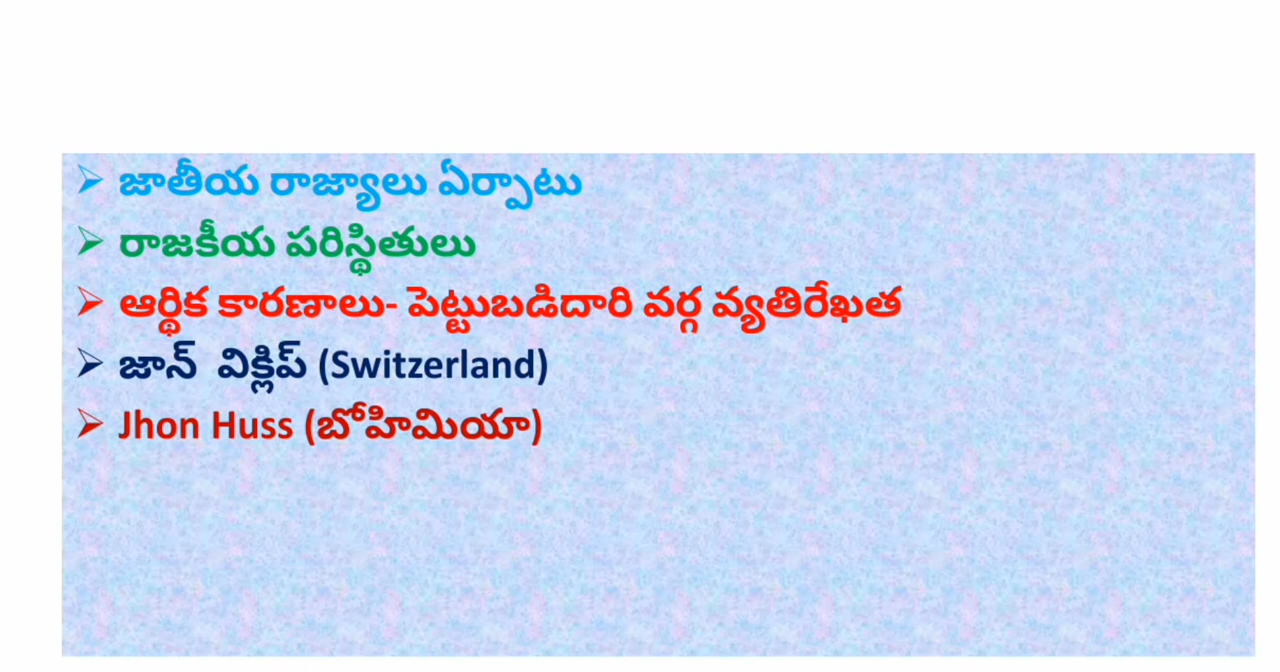 జాతీయ రాజ్యాలు ఏర్పాటు
రాజకీయ పరిస్థితులు
ఆర్థిక కారణాలు- పెట్టుబడిదారి వర్గ వ్యతిరేఖత
జాన్ విక్లిప్ (Switzerland)
Jhon Huss (బోహిమియా)